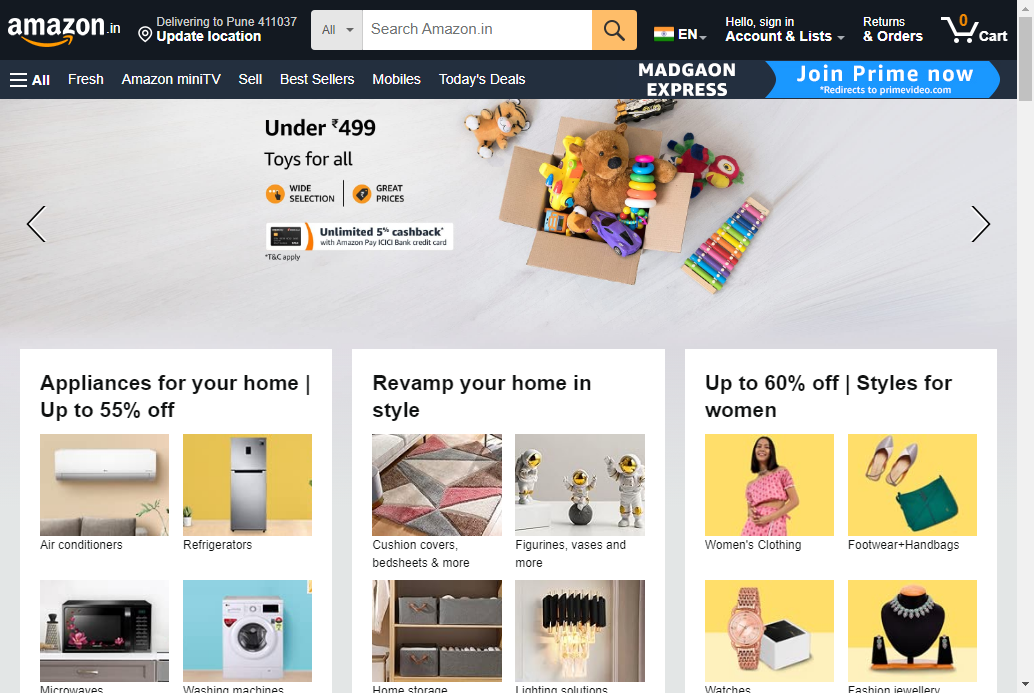 amazon.in
Delivering to Pune 411037
Update location
All
Search Amazon.in
EN
Hello, sign in
Account & Lists
Returns
& Orders
0
Cart
All
Fresh
Amazon miniTV
Sell
Best Sellers
Mobiles
Today's Deals
MADGAON
EXPRESS
Join Prime now
*Redirects to primevideo.com
Under ₹499
Toys for all
WIDE
SELECTION
GREAT
PRICES
Unlimited 5% cashback*
with Amazon Pay ICICI Bank credit card
*T&C apply
Appliances for your home |
Up to 55% off
Air conditioners
Refrigerators
Microwaves
Washing machines
Revamp your home in
style
Cushion covers,
bedsheets & more
Figurines, vases and
more
Home storage
Lighting solutions
Up to 60% off | Styles for
women
Women's Clothing
Footwear+Handbags
Watches
Fashion jewellery